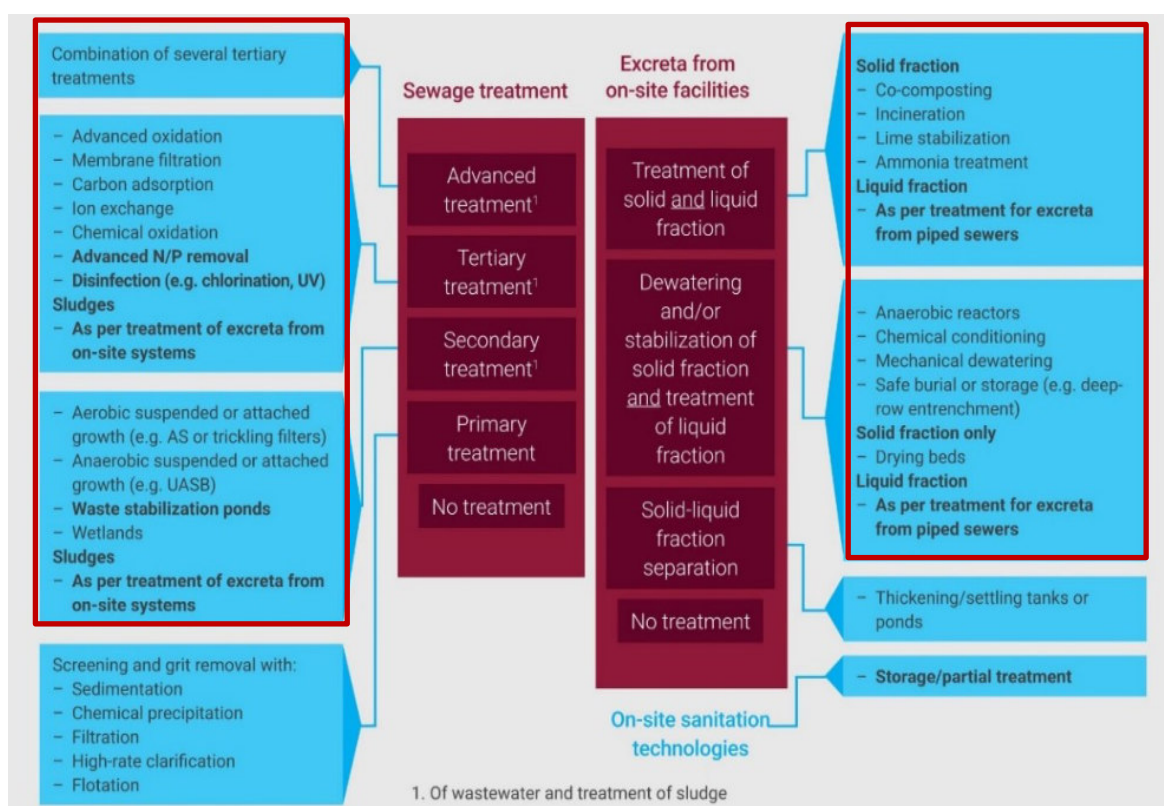 Combination of several tertiary
treatments
– Advanced oxidation
– Membrane filtration
– Carbon adsorption
– Ion exchange
– Chemical oxidation
– Advanced N/P removal
– Disinfection (e.g. chlorination, UV)
Sludges
– As per treatment of excreta from
on-site systems
– Aerobic suspended or attached
growth (e.g. AS or trickling filters)
– Anaerobic suspended or attached
growth (e.g. UASB)
– Waste stabilization ponds
– Wetlands
Sludges
– As per treatment of excreta from
on-site systems
Screening and grit removal with:
– Sedimentation
– Chemical precipitation
– Filtration
– High-rate clarification
– Flotation
Sewage treatment
Advanced
treatment¹
Tertiary
treatment¹
Secondary
treatment¹
Primary
treatment
No treatment
Excreta from
on-site facilities
Treatment of
solid and liquid
fraction
Dewatering
and/or
stabilization of
solid fraction
and treatment
of liquid
fraction
Solid-liquid
fraction
separation
No treatment
On-site sanitation
technologies
Solid fraction
– Co-composting
– Incineration
– Lime stabilization
– Ammonia treatment
Liquid fraction
– As per treatment for excreta
from piped sewers
– Anaerobic reactors
– Chemical conditioning
– Mechanical dewatering
– Safe burial or storage (e.g. deep-
row entrenchment)
Solid fraction only
– Drying beds
Liquid fraction
– As per treatment for excreta
from piped sewers
– Thickening/settling tanks or
ponds
– Storage/partial treatment
1. Of wastewater and treatment of sludge